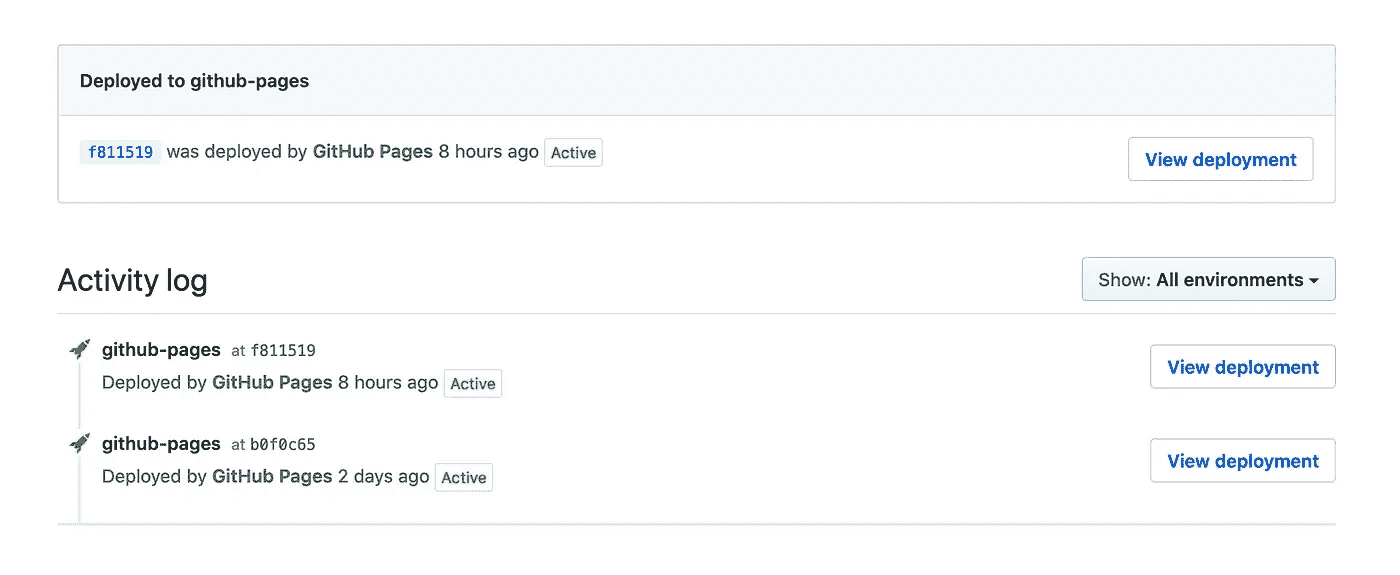 Deployed to github-pages
f811519 was deployed by GitHub Pages 8 hours ago Active
View deployment
Activity log
Show: All environments
github-pages at f811519
Deployed by GitHub Pages 8 hours ago Active
View deployment
github-pages at b0f0c65
Deployed by GitHub Pages 2 days ago Active
View deployment